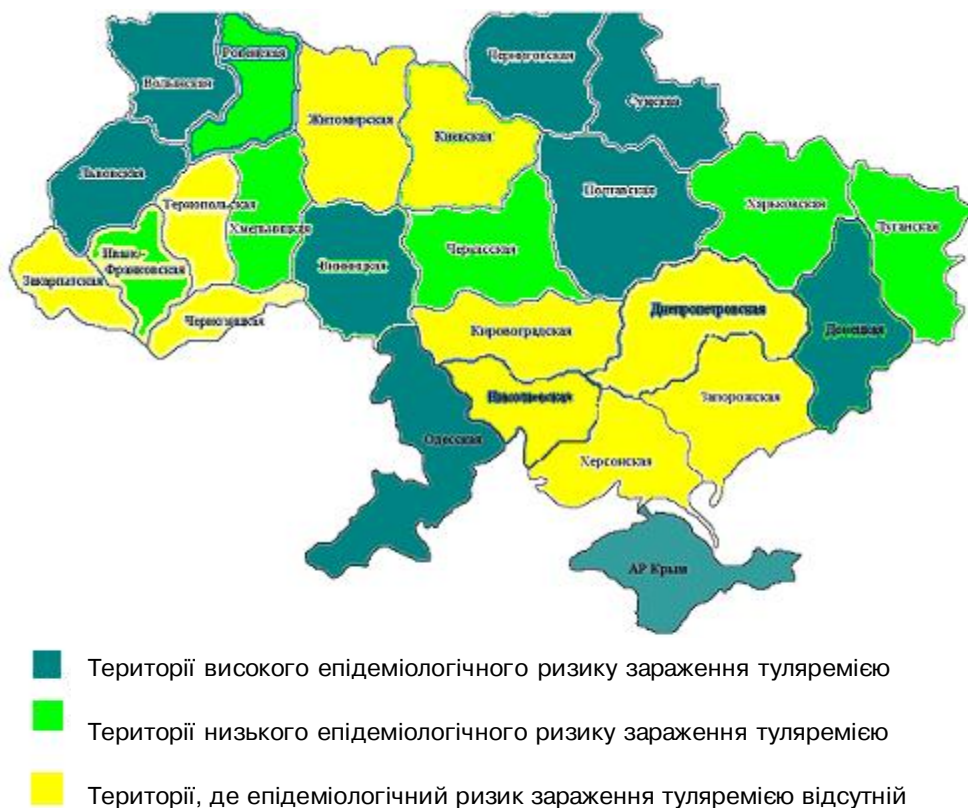 Волынская
Ровенская
Черниговская
Сумская
Житомирская
Киевская
Львовская
Тернопольская
Хмельницкая
Полтавская
Харьковская
Луганская
Ивано-
Франковская
Закарпатская
Винницкая
Черкасская
Черновицкая
Кировоградская
Днепропетровская
Донецкая
Николаевская
Запорожская
Одесская
Херсонская
АР Крым
Території високого епідеміологічного ризику зараження туляремією
Території низького епідеміологічного ризику зараження туляремією
Території, де епідеміологічний ризик зараження туляремією відсутній